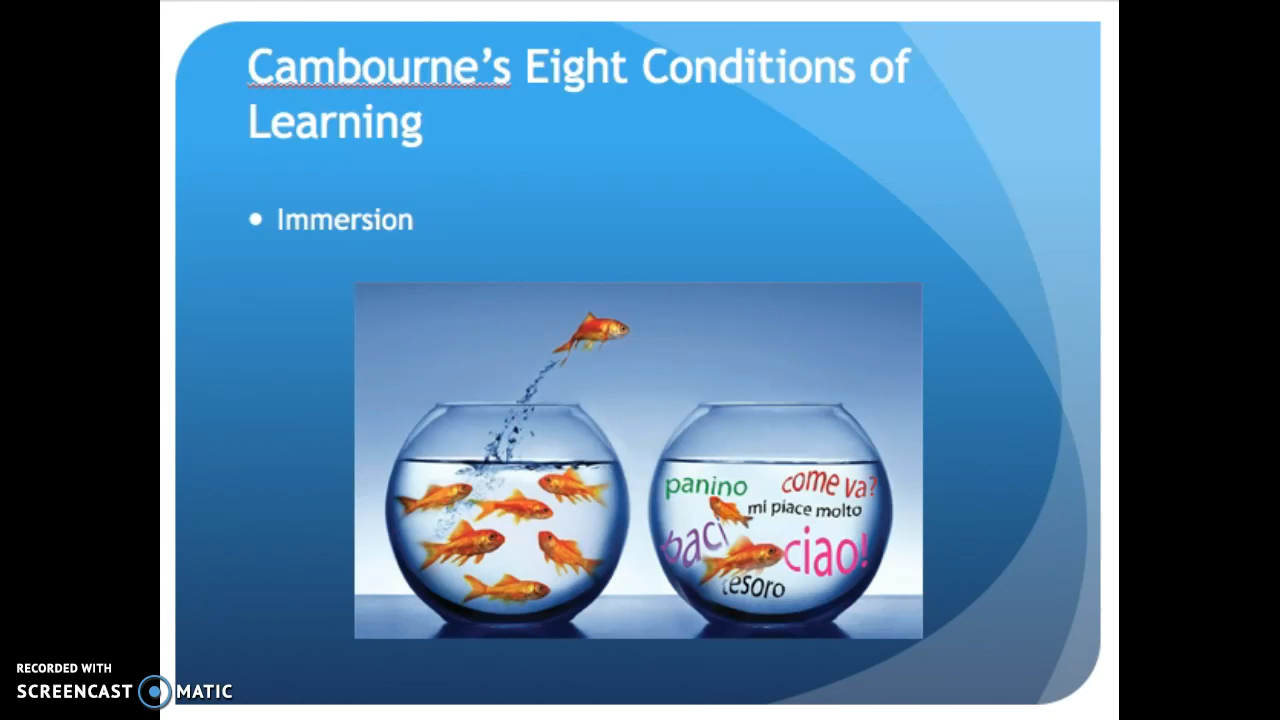 Cambourne’s Eight Conditions of
Learning
• Immersion
panino
come va?
mi piace molto
baci
ciao!
tesoro
RECORDED WITH
SCREENCAST MATIC